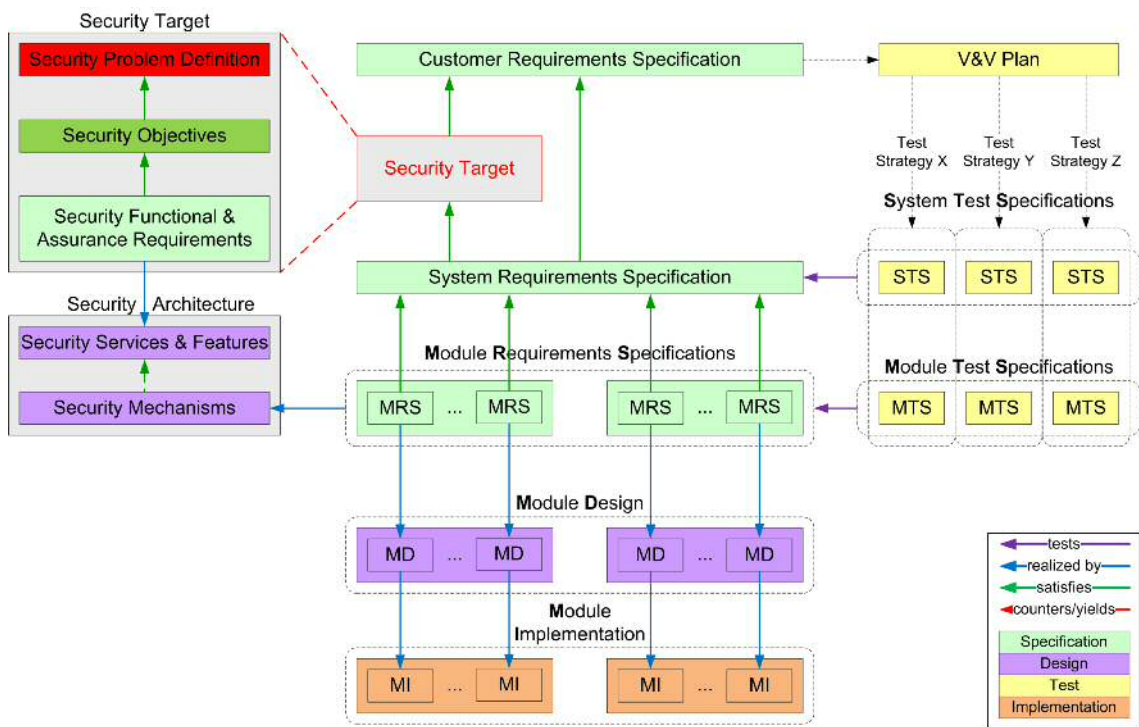 Security Target
Security Problem Definition
Security Objectives
Security Functional &
Assurance Requirements
Security Architecture
Security Services & Features
Security Mechanisms
Customer Requirements Specification
Security Target
System Requirements Specification
Module Requirements Specifications
MRS ... MRS MRS ... MRS
Module Design
MD ... MD MD ... MD
Module
Implementation
MI ... MI MI ... MI
V&V Plan
Test
Strategy X
Test
Strategy Y
Test
Strategy Z
System Test Specifications
STS STS STS
Module Test Specifications
MTS MTS MTS
tests
realized by
satisfies
counters/yields
Specification
Design
Test
Implementation